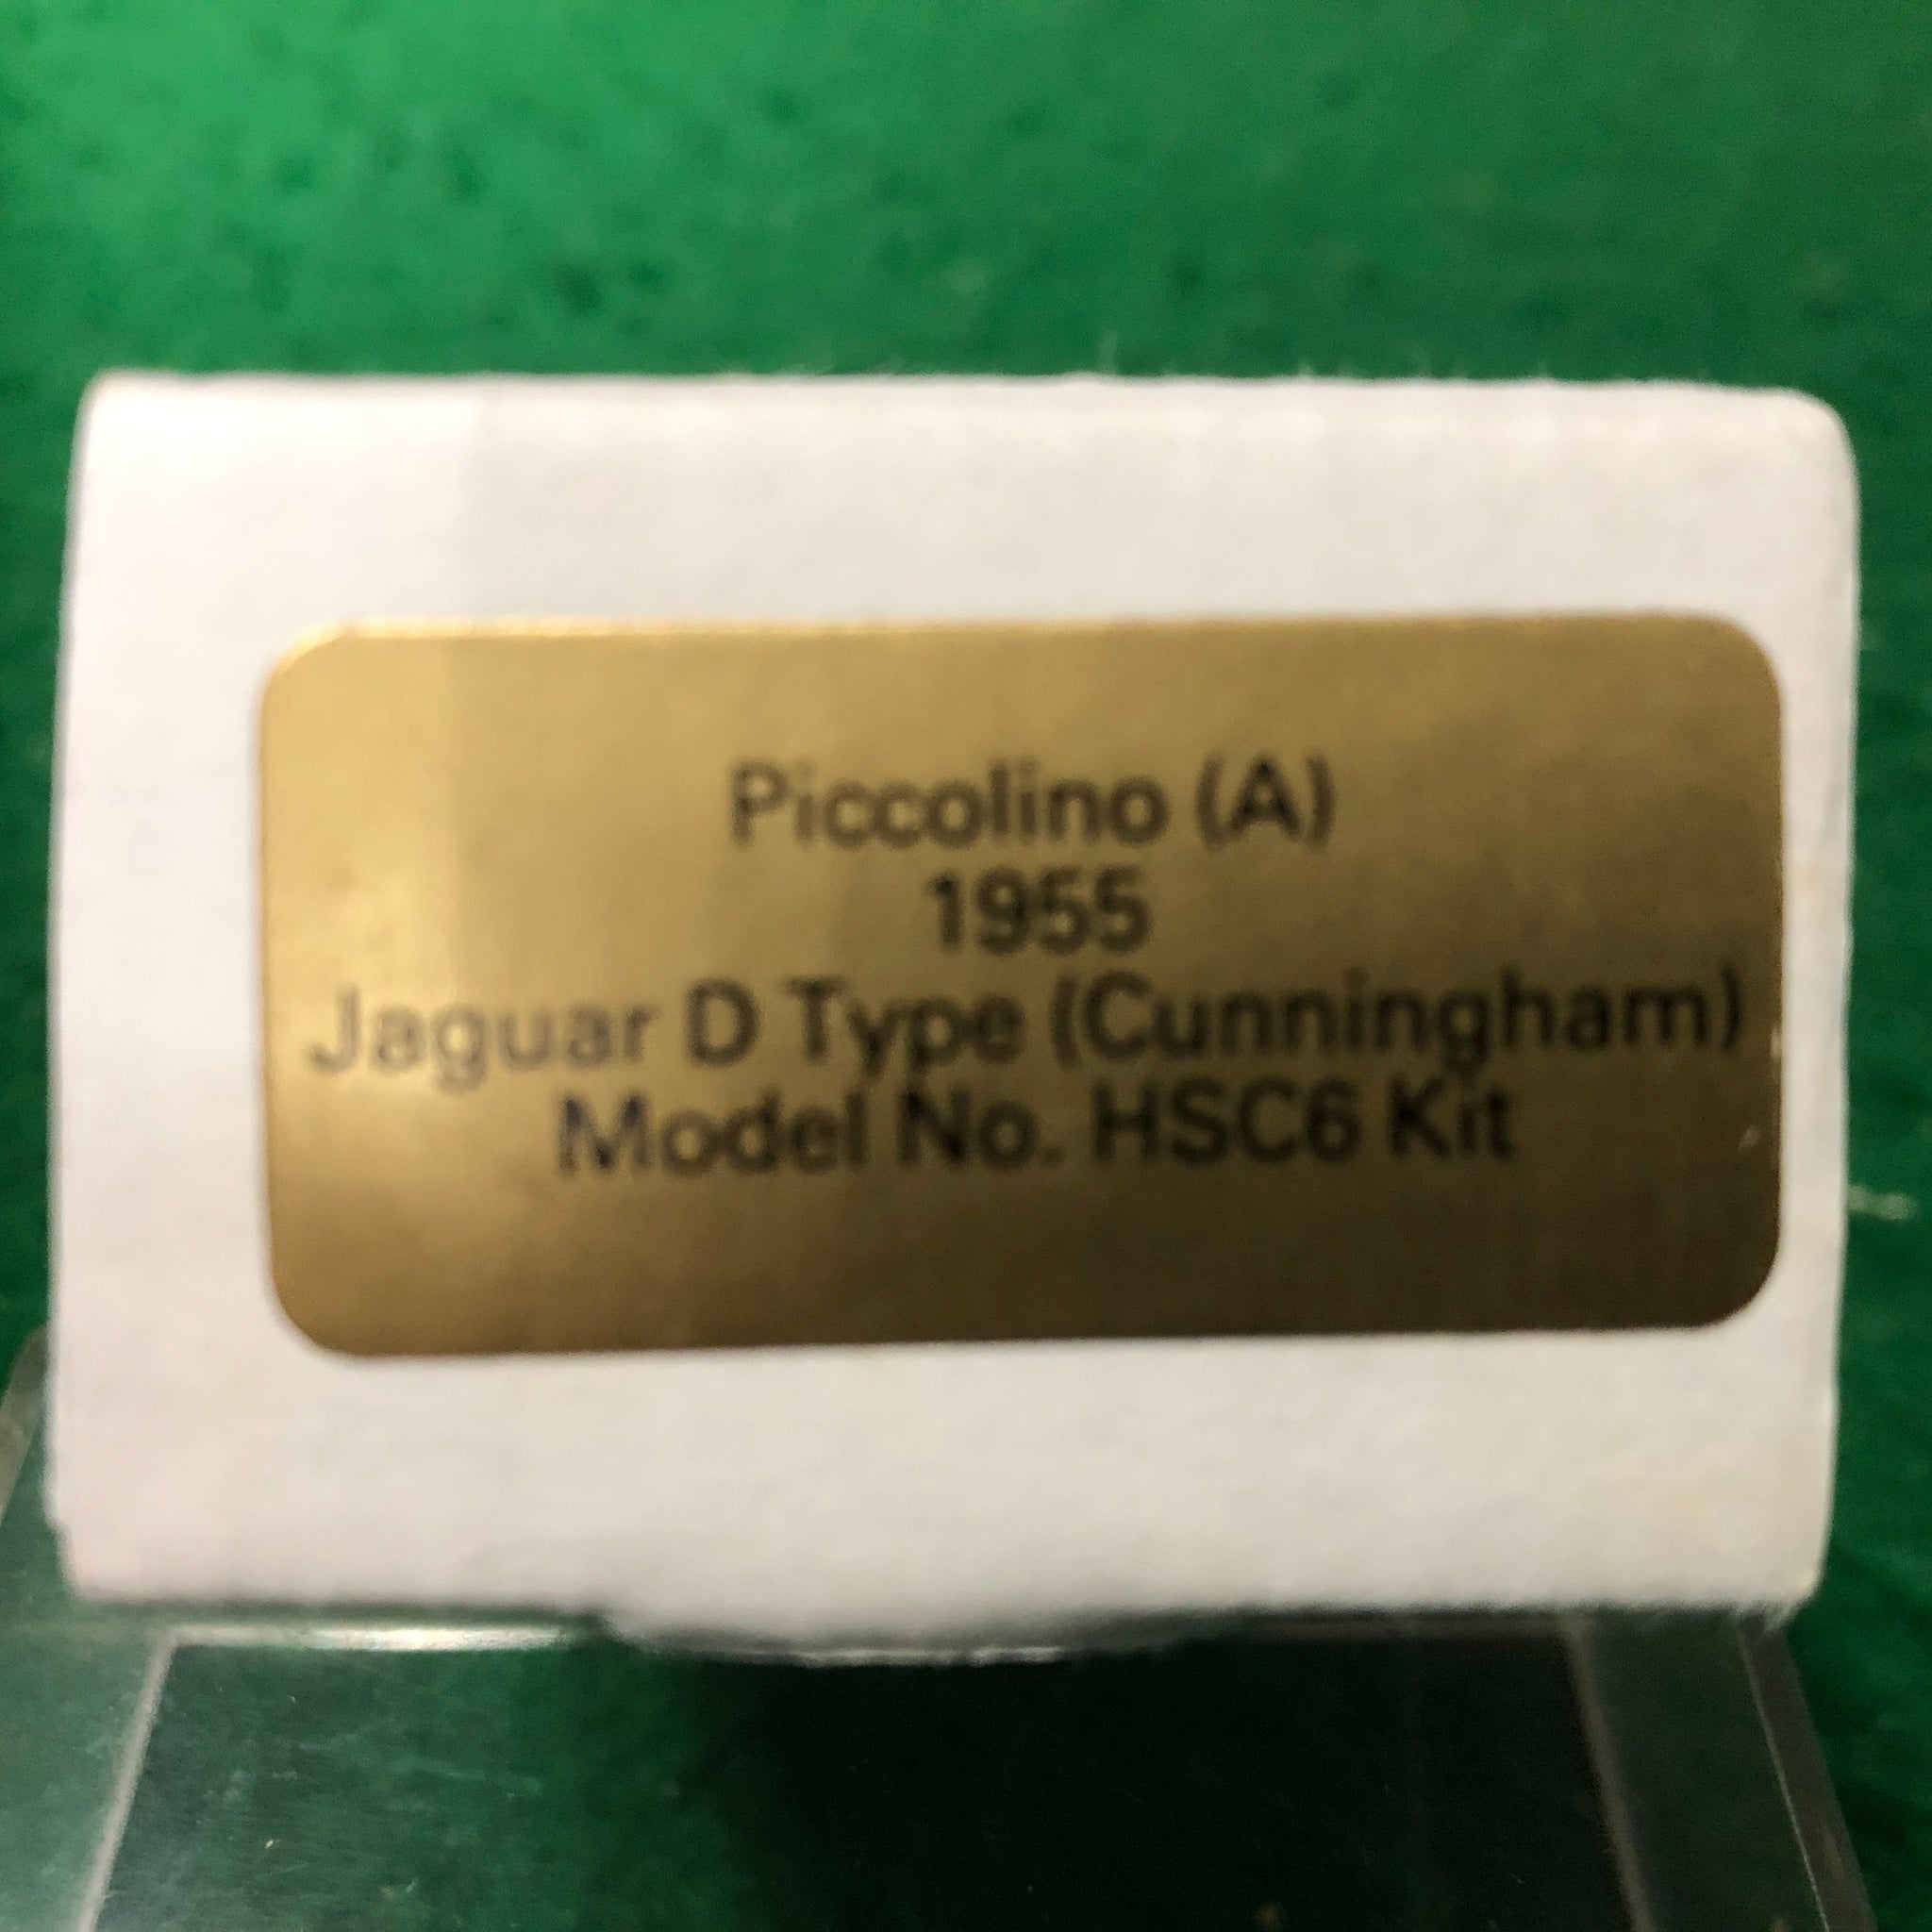 Piccolino (A)
1955
Jaguar D Type (Cunningham)
Model No. HSC6 Kit